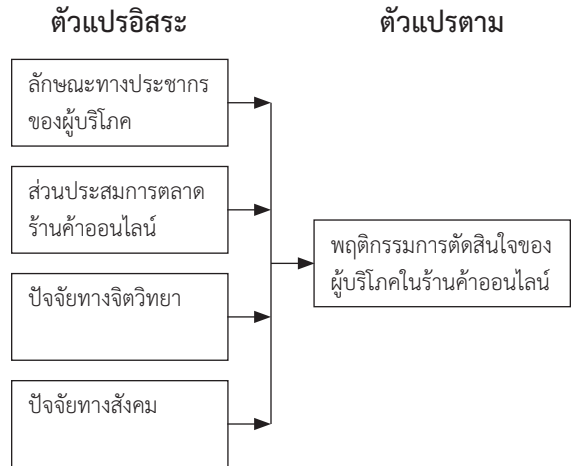 ตัวแปรอิสระ
ตัวแปรตาม
ลักษณะทางประชากร
ของผู้บริโภค
ส่วนประสมการตลาด
ร้านค้าออนไลน์
ปัจจัยทางจิตวิทยา
ปัจจัยทางสังคม
พฤติกรรมการตัดสินใจของ
ผู้บริโภคในร้านค้าออนไลน์